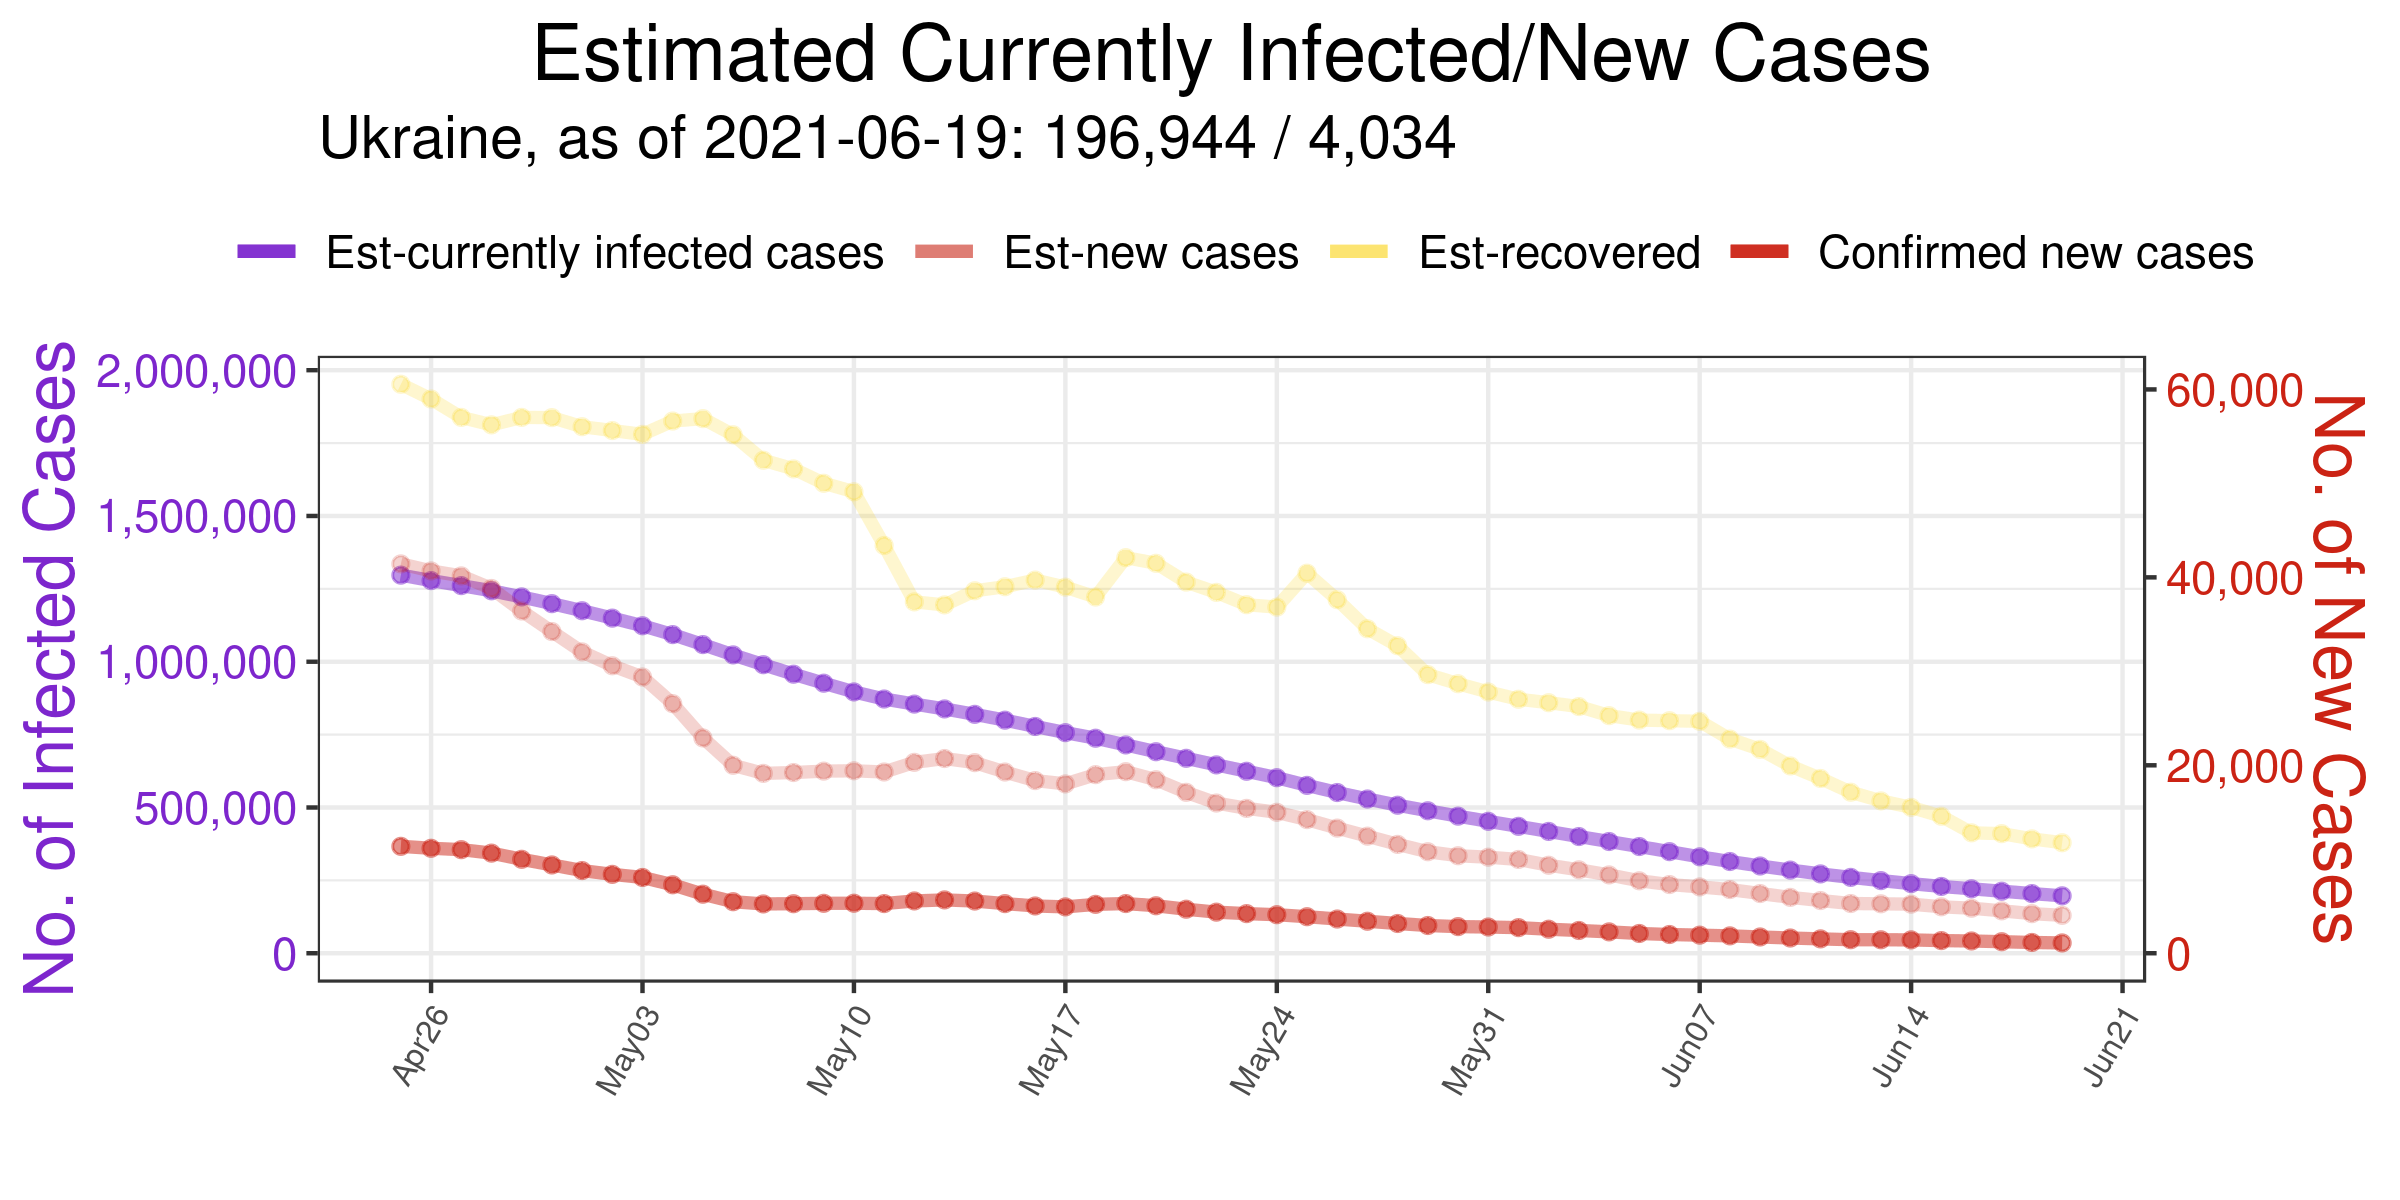 Estimated Currently Infected/New Cases
Ukraine, as of 2021-06-19: 196,944 / 4,034
Est-currently infected cases Est-new cases Est-recovered Confirmed new cases
No. of Infected Cases
2,000,000
1,500,000
1,000,000
500,000
0
60,000
40,000
20,000
0
No. of New Cases
Apr26 May03 May10 May17 May24 May31 Jun07 Jun14 Jun21